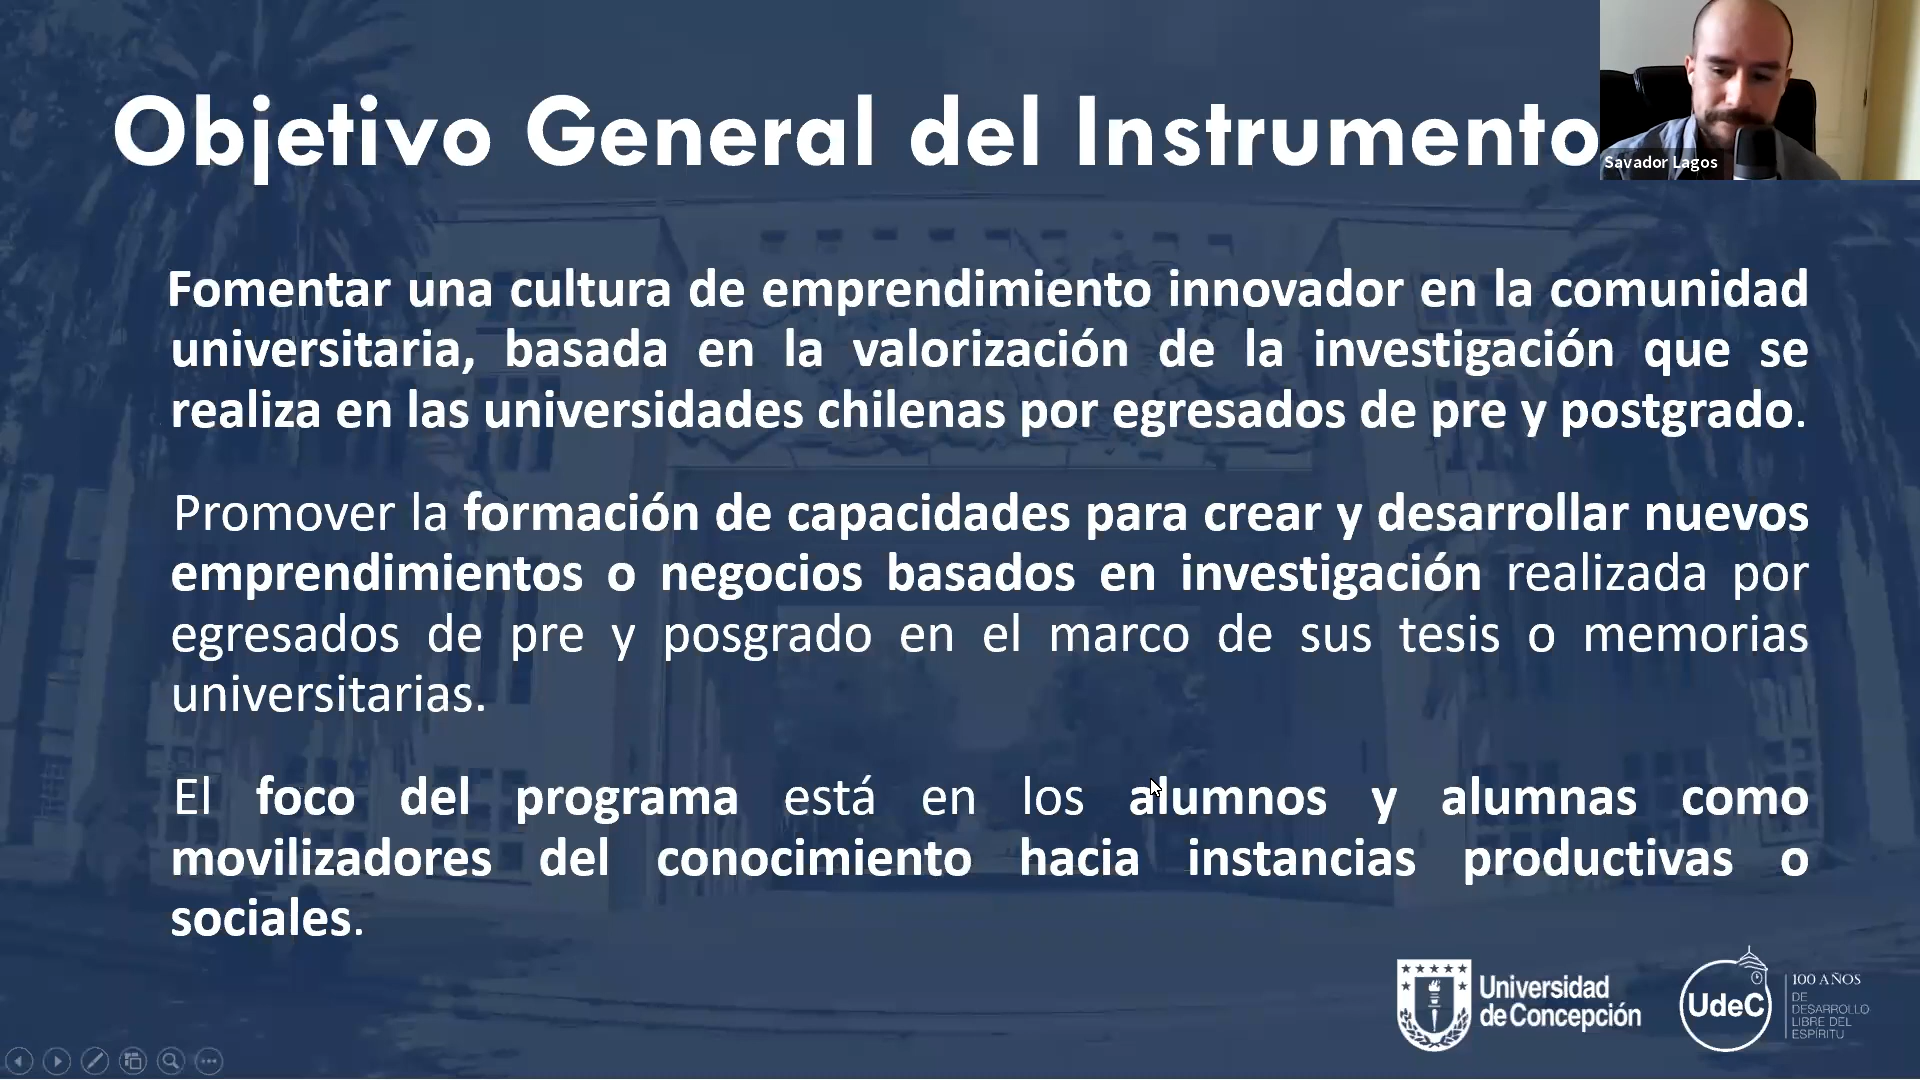 Objetivo General del Instrumento
Savador Lagos
Fomentar una cultura de emprendimiento innovador en la comunidad
universitaria, basada en la valorización de la investigación que se
realiza en las universidades chilenas por egresados de pre y postgrado.
Promover la formación de capacidades para crear y desarrollar nuevos
emprendimientos o negocios basados en investigación realizada por
egresados de pre y posgrado en el marco de sus tesis o memorias
universitarias.
El foco del programa está en los alumnos y alumnas como
movilizadores del conocimiento hacia instancias productivas o
sociales.
Universidad
de Concepción
UdeC
100 AÑOS
DE
DESARROLLO
LIBRE DEL
ESPÍRITU